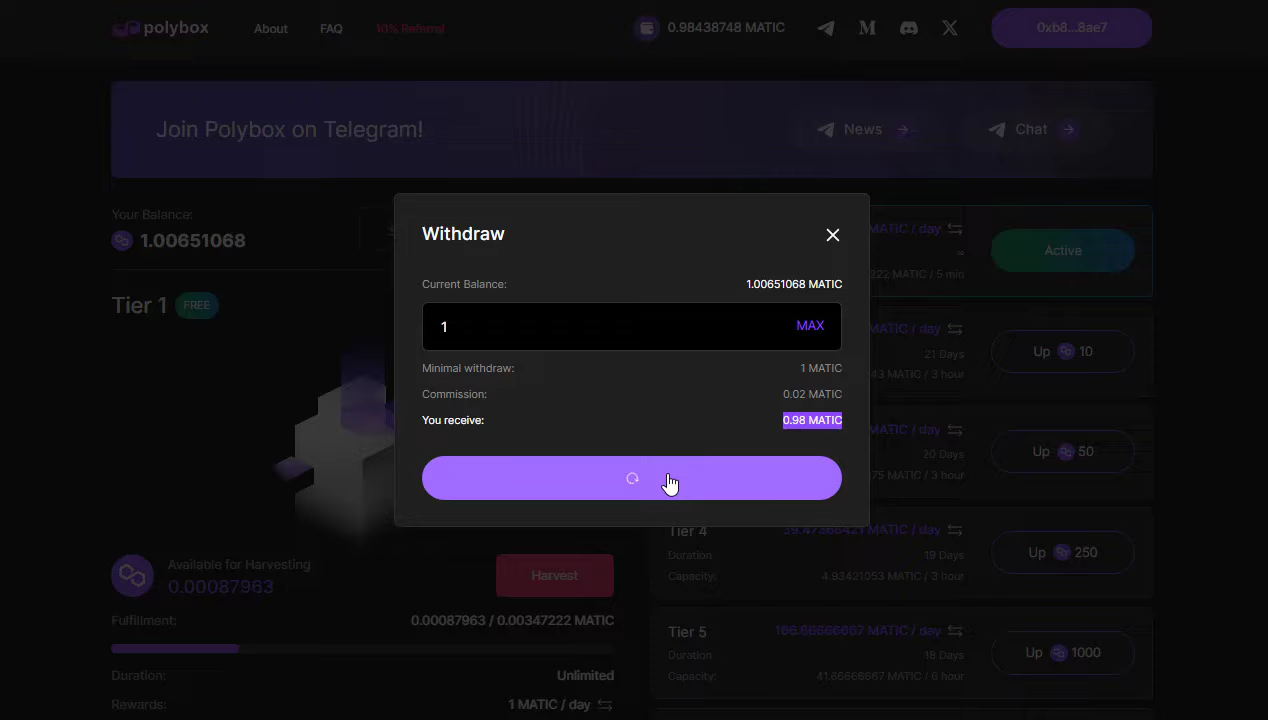 polybox About FAQ 10% Referral 0.98438748 MATIC 0xb8...8ae7
Join Polybox on Telegram! News Chat
Your Balance:
1.00651068
Tier 1 FREE
Withdraw
Current Balance: 1.00651068 MATIC
1 MAX
Minimal withdraw: 1 MATIC
Commission: 0.02 MATIC
You receive: 0.98 MATIC
MATIC / day
Active
222 MATIC / 5 min
MATIC / day
21 Days
Up 10
43 MATIC / 3 hour
MATIC / day
20 Days
Up 50
75 MATIC / 3 hour
Tier 4 39.47368421 MATIC / day
Duration 19 Days
Up 250
Capacity: 4.93421053 MATIC / 3 hour
Tier 5 166.66666667 MATIC / day
Duration 18 Days
Up 1000
Capacity: 41.66666667 MATIC / 6 hour
Available for Harvesting
0.00087963
Harvest
Fulfillment: 0.00087963 / 0.00347222 MATIC
Duration: Unlimited
Rewards: 1 MATIC / day